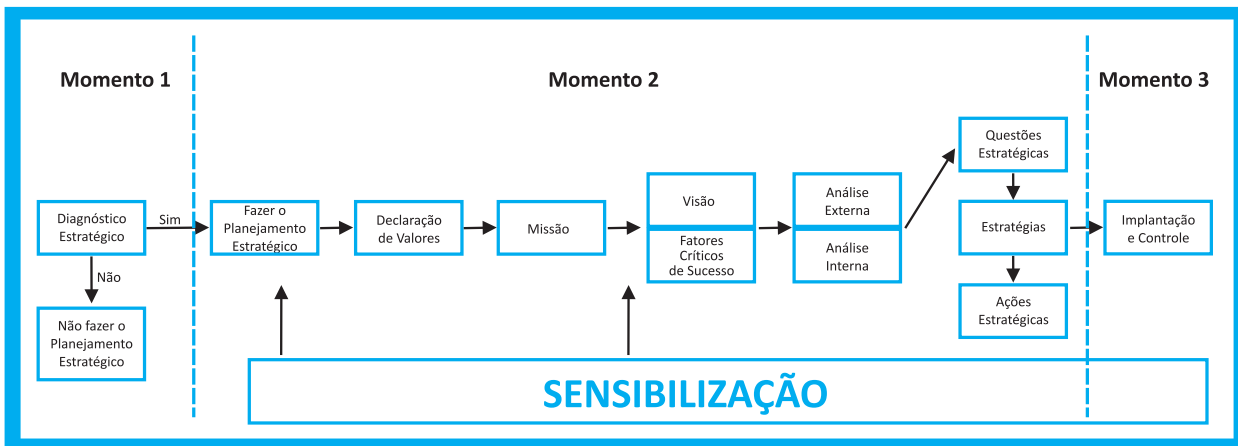 Momento 1
Momento 2
Momento 3
Diagnóstico
Estratégico
Sim
Não
Não fazer o
Planejamento
Estratégico
Fazer o
Planejamento
Estratégico
Declaração
de Valores
Missão
Visão
Fatores
Críticos
de Sucesso
Análise
Externa
Análise
Interna
Questões
Estratégicas
Estratégias
Ações
Estratégicas
Implantação
e Controle
SENSIBILIZAÇÃO